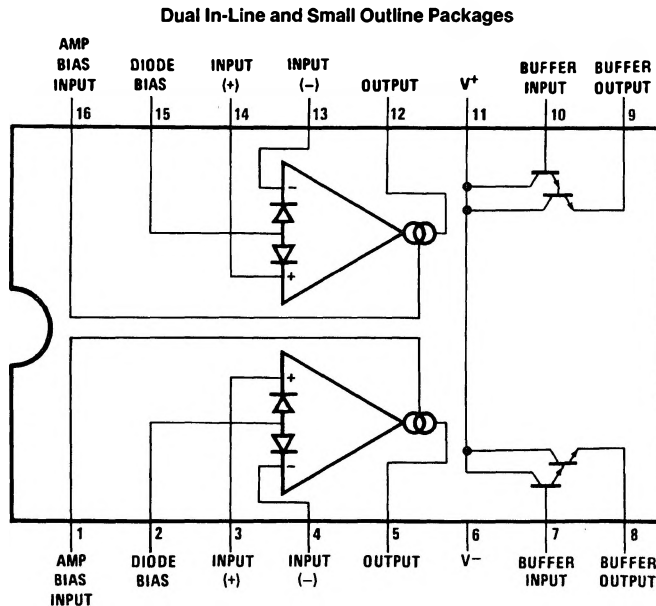 Dual In-Line and Small Outline Packages
AMP
BIAS
INPUT
DIODE
BIAS
INPUT
(+)
INPUT
(−)
OUTPUT
V+
BUFFER
INPUT
BUFFER
OUTPUT
16
15
14
13
12
11
10
9
−
+
+
−
1
2
3
4
5
6
7
8
AMP
BIAS
INPUT
DIODE
BIAS
INPUT
(+)
INPUT
(−)
OUTPUT
V−
BUFFER
INPUT
BUFFER
OUTPUT